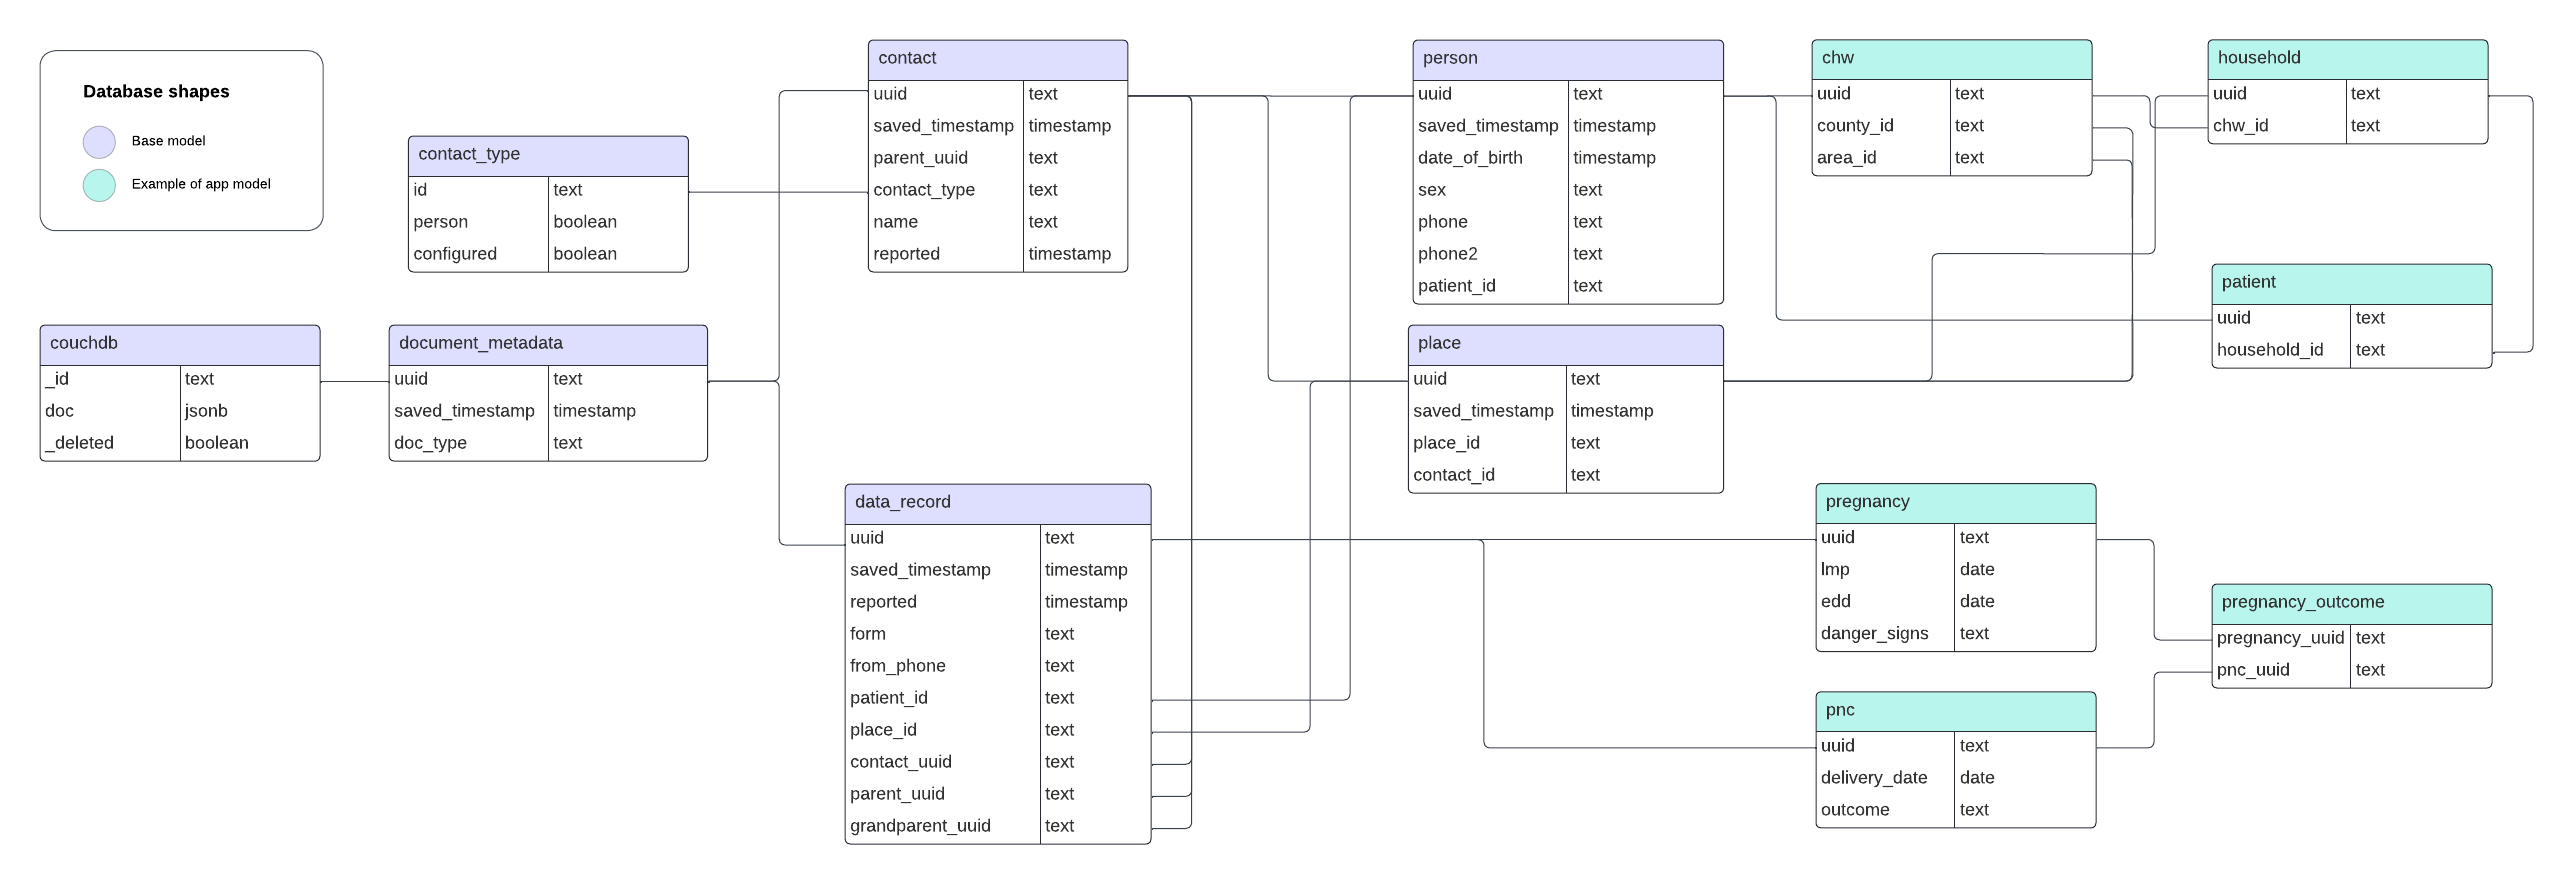 Database shapes
Base model
Example of app model
contact_type
id text
person boolean
configured boolean
couchdb
_id text
doc jsonb
_deleted boolean
document_metadata
uuid text
saved_timestamp timestamp
doc_type text
contact
uuid text
saved_timestamp timestamp
parent_uuid text
contact_type text
name text
reported timestamp
data_record
uuid text
saved_timestamp timestamp
reported timestamp
form text
from_phone text
patient_id text
place_id text
contact_uuid text
parent_uuid text
grandparent_uuid text
person
uuid text
saved_timestamp timestamp
date_of_birth timestamp
sex text
phone text
phone2 text
patient_id text
place
uuid text
saved_timestamp timestamp
place_id text
contact_id text
chw
uuid text
county_id text
area_id text
household
uuid text
chw_id text
patient
uuid text
household_id text
pregnancy
uuid text
lmp date
edd date
danger_signs text
pnc
uuid text
delivery_date date
outcome text
pregnancy_outcome
pregnancy_uuid text
pnc_uuid text